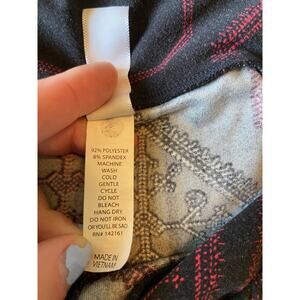 92% POLYESTER
8% SPANDEX
MACHINE
WASH
COLD
GENTLE
CYCLE
DO NOT
BLEACH
HANG DRY
DO NOT IRON
OR YOU'LL BE SAD
RN# 142161
MADE IN
VIETNAM